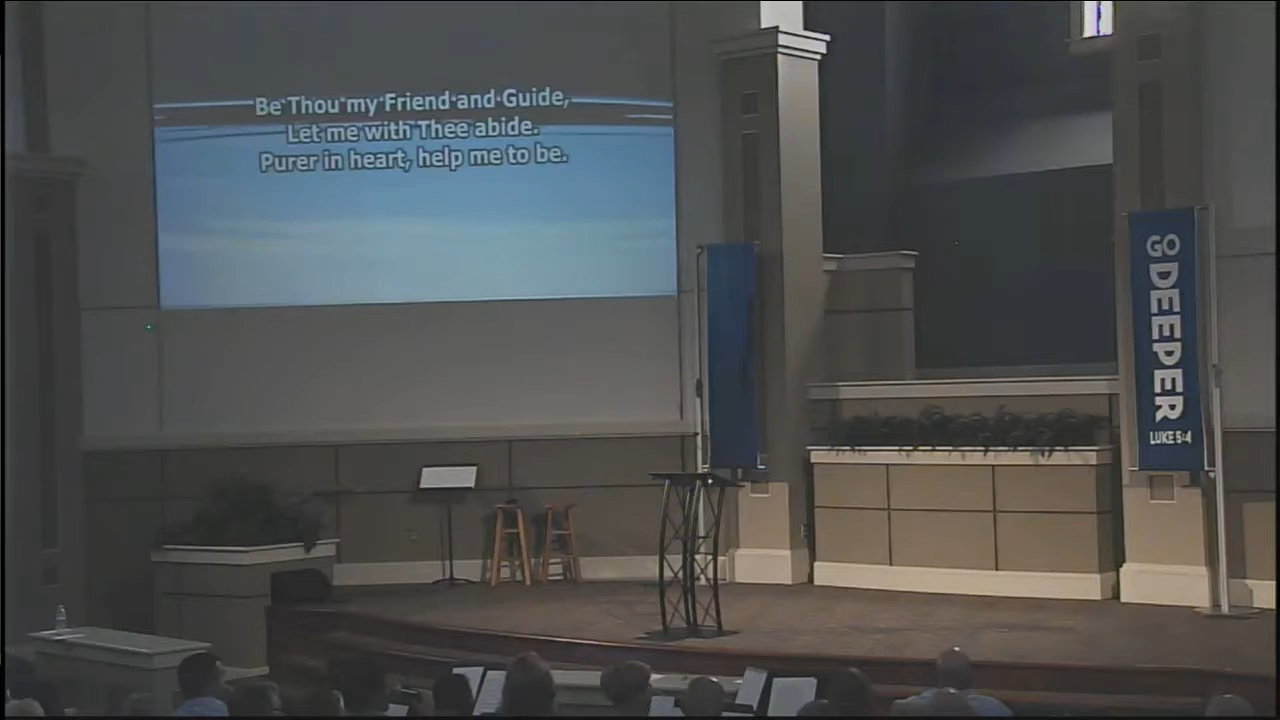 Be Thou my Friend and Guide,
Let me with Thee abide.
Purer in heart, help me to be.
GO
DEEPER
LUKE 5:4